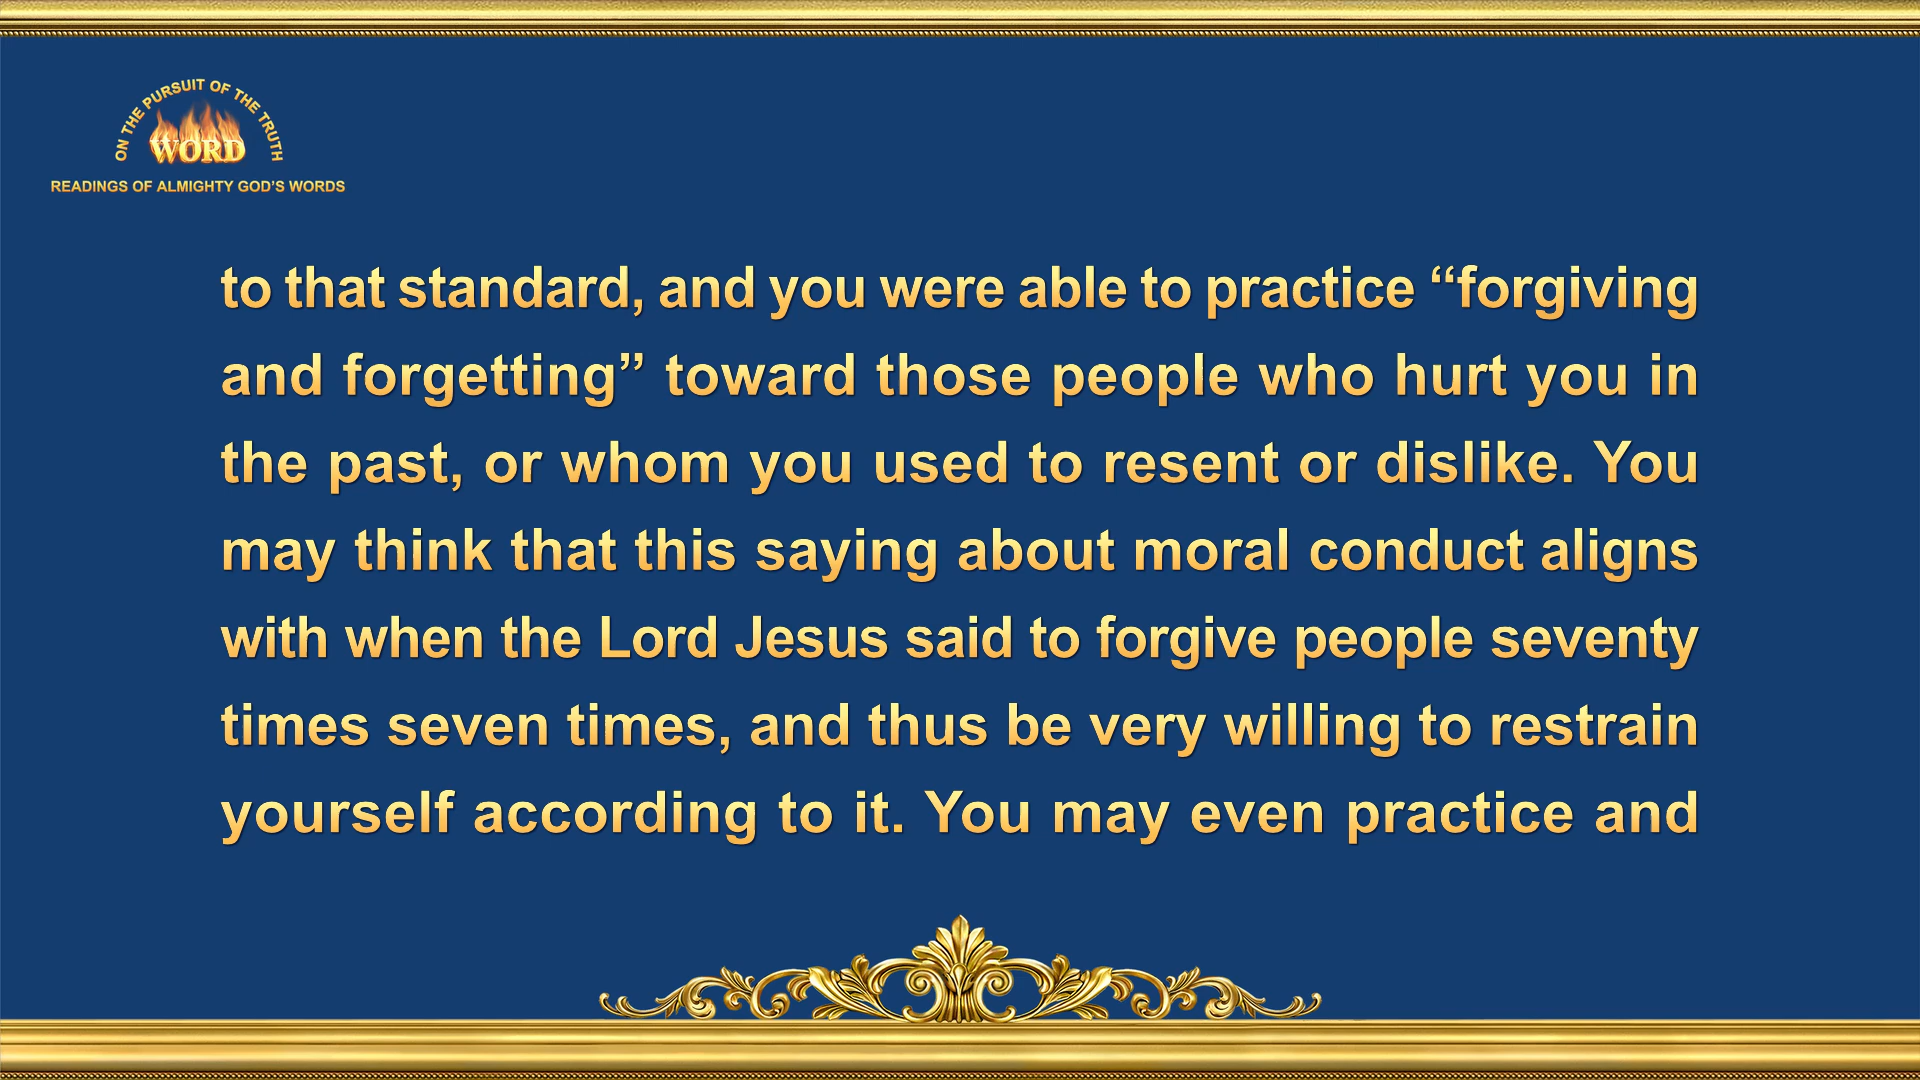 ON THE PURSUIT OF THE TRUTH
WORD
READINGS OF ALMIGHTY GOD’S WORDS
to that standard, and you were able to practice “forgiving
and forgetting” toward those people who hurt you in
the past, or whom you used to resent or dislike. You
may think that this saying about moral conduct aligns
with when the Lord Jesus said to forgive people seventy
times seven times, and thus be very willing to restrain
yourself according to it. You may even practice and